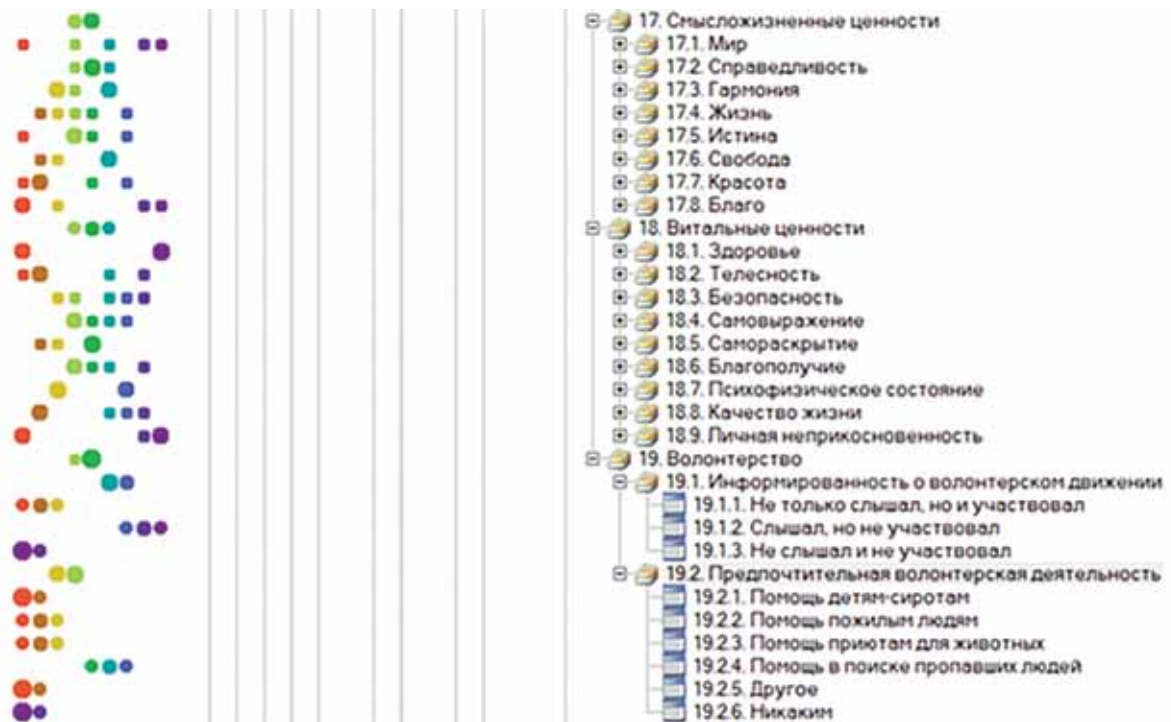 17. Смысложизненные ценности
17.1. Мир
17.2. Справедливость
17.3. Гармония
17.4. Жизнь
17.5. Истина
17.6. Свобода
17.7. Красота
17.8. Благо
18. Витальные ценности
18.1. Здоровье
18.2. Телесность
18.3. Безопасность
18.4. Самовыражение
18.5. Самораскрытие
18.6. Благополучие
18.7. Психофизическое состояние
18.8. Качество жизни
18.9. Личная неприкосновенность
19. Волонтерство
19.1. Информированность о волонтерском движении
19.1.1. Не только слышал, но и участвовал
19.1.2. Слышал, но не участвовал
19.1.3. Не слышал и не участвовал
19.2. Предпочтительная волонтерская деятельность
19.2.1. Помощь детям-сиротам
19.2.2. Помощь пожилым людям
19.2.3. Помощь приютам для животных
19.2.4. Помощь в поиске пропавших людей
19.2.5. Другое
19.2.6. Никаким